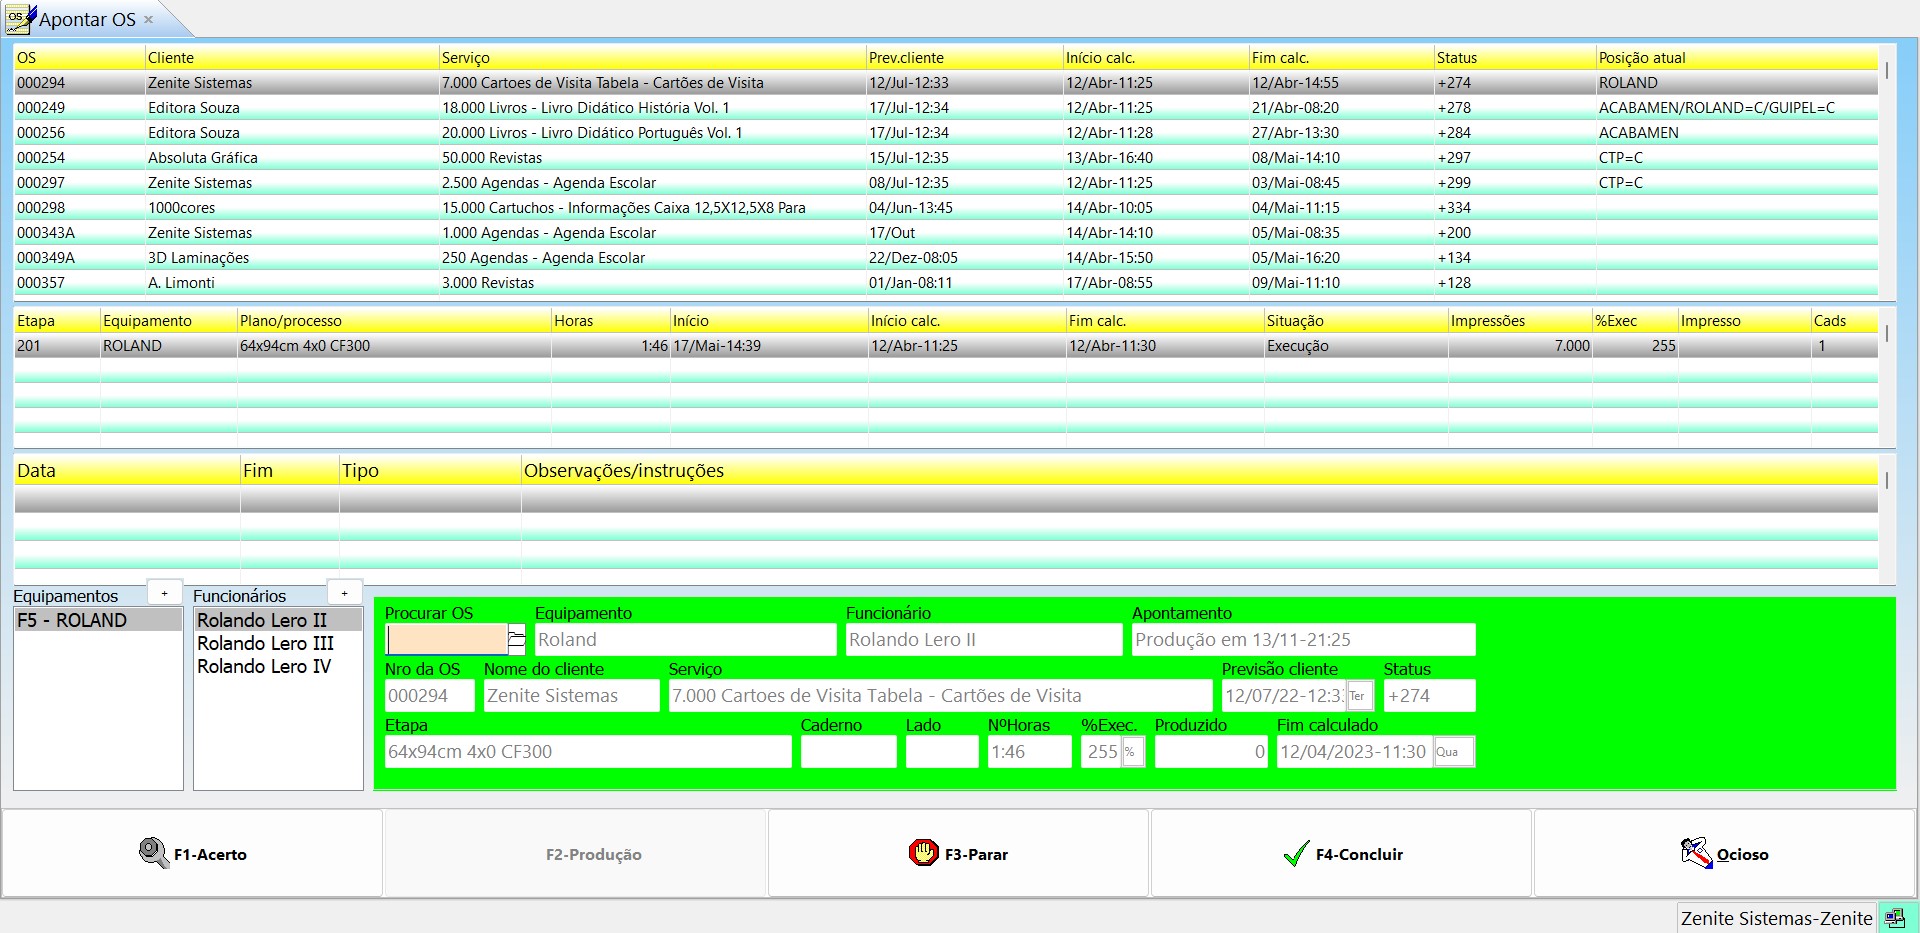 Apontar OS ×
OS Cliente Serviço Prev.cliente Início calc. Fim calc. Status Posição atual
000294 Zenite Sistemas 7.000 Cartoes de Visita Tabela - Cartões de Visita 12/Jul-12:33 12/Abr-11:25 12/Abr-14:55 +274 ROLAND
000249 Editora Souza 18.000 Livros - Livro Didático História Vol. 1 17/Jul-12:34 12/Abr-11:25 21/Abr-08:20 +278 ACABAMEN/ROLAND=C/GUIPEL=C
000256 Editora Souza 20.000 Livros - Livro Didático Português Vol. 1 17/Jul-12:34 12/Abr-11:28 27/Abr-13:30 +284 ACABAMEN
000254 Absoluta Gráfica 50.000 Revistas 15/Jul-12:35 13/Abr-16:40 08/Mai-14:10 +297 CTP=C
000297 Zenite Sistemas 2.500 Agendas - Agenda Escolar 08/Jul-12:35 12/Abr-11:25 03/Mai-08:45 +299 CTP=C
000298 1000cores 15.000 Cartuchos - Informações Caixa 12,5X12,5X8 Para 04/Jun-13:45 14/Abr-10:05 04/Mai-11:15 +334
000343A Zenite Sistemas 1.000 Agendas - Agenda Escolar 17/Out 14/Abr-14:10 05/Mai-08:35 +200
000349A 3D Laminações 250 Agendas - Agenda Escolar 22/Dez-08:05 14/Abr-15:50 05/Mai-16:20 +134
000357 A. Limonti 3.000 Revistas 01/Jan-08:11 17/Abr-08:55 09/Mai-11:10 +128
Etapa Equipamento Plano/processo Horas Início Início calc. Fim calc. Situação Impressões %Exec Impresso Cads
201 ROLAND 64x94cm 4x0 CF300 1:46 17/Mai-14:39 12/Abr-11:25 12/Abr-11:30 Execução 7.000 255 1
Data Fim Tipo Observações/instruções
Equipamentos +
F5 - ROLAND
Funcionários +
Rolando Lero II
Rolando Lero III
Rolando Lero IV
Procurar OS Equipamento Funcionário Apontamento
Roland Rolando Lero II Produção em 13/11-21:25
Nro da OS Nome do cliente Serviço Previsão cliente Status
000294 Zenite Sistemas 7.000 Cartoes de Visita Tabela - Cartões de Visita 12/07/22-12:3 Ter +274
Etapa Caderno Lado NºHoras %Exec. Produzido Fim calculado
64x94cm 4x0 CF300 1:46 255 % 0 12/04/2023-11:30 Qua
F1-Acerto F2-Produção F3-Parar F4-Concluir Ocioso
Zenite Sistemas-Zenite